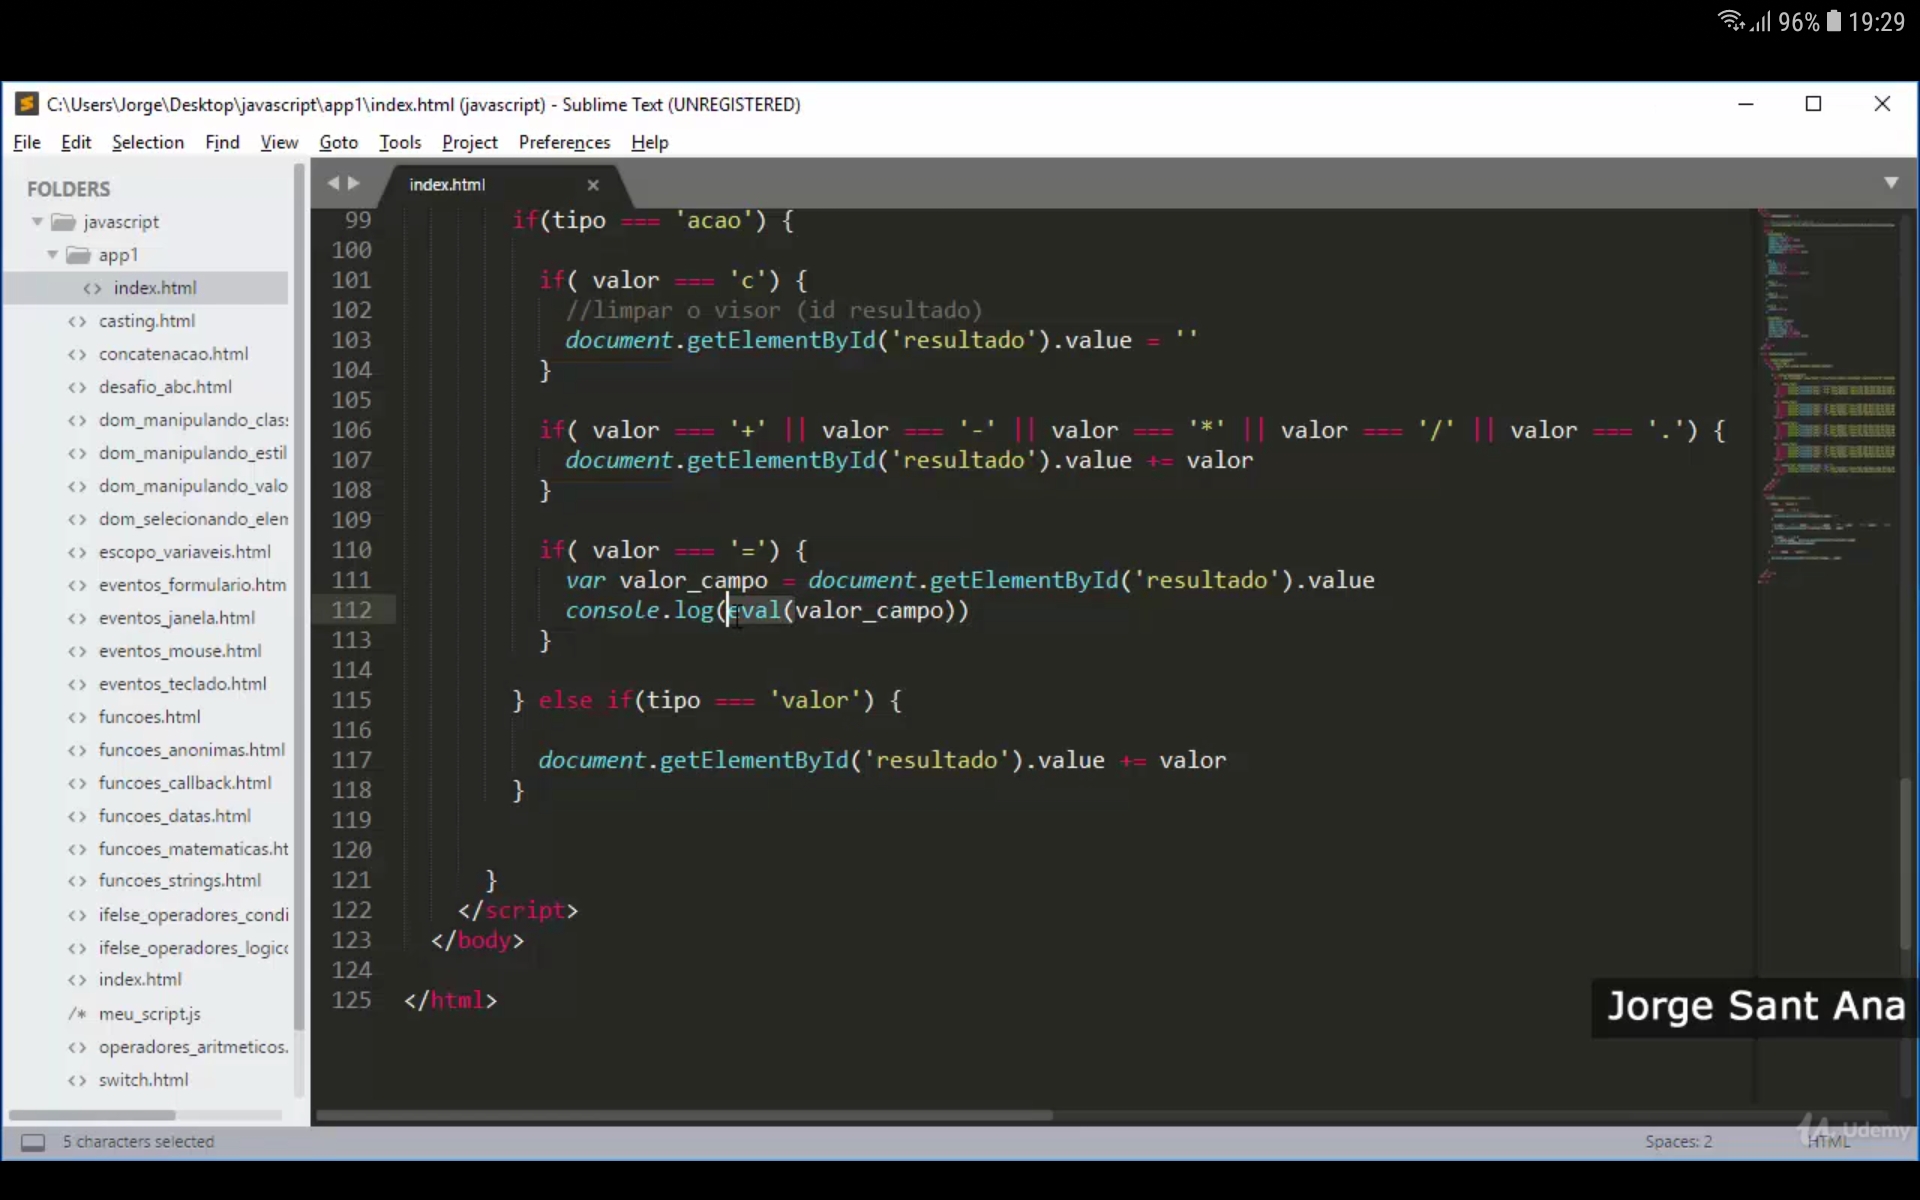 96% 19:29
C:\Users\Jorge\Desktop\javascript\app1\index.html (javascript) - Sublime Text (UNREGISTERED)
File Edit Selection Find View Goto Tools Project Preferences Help
FOLDERS
javascript
app1
<> index.html
<> casting.html
<> concatenacao.html
<> desafio_abc.html
<> dom_manipulando_clas
<> dom_manipulando_estil
<> dom_manipulando_valo
<> dom_selecionando_elem
<> escopo_variaveis.html
<> eventos_formulario.htm
<> eventos_janela.html
<> eventos_mouse.html
<> eventos_teclado.html
<> funcoes.html
<> funcoes_anonimas.html
<> funcoes_callback.html
<> funcoes_datas.html
<> funcoes_matematicas.ht
<> funcoes_strings.html
<> ifelse_operadores_condi
<> ifelse_operadores_logic
<> index.html
/* meu_script.js
<> operadores_aritmeticos.
<> switch.html
index.html
99 if(tipo === 'acao') {
100
101 if( valor === 'c') {
102 //limpar o visor (id resultado)
103 document.getElementById('resultado').value = ''
104 }
105
106 if( valor === '+' || valor === '-' || valor === '*' || valor === '/' || valor === '.') {
107 document.getElementById('resultado').value += valor
108 }
109
110 if( valor === '=') {
111 var valor_campo = document.getElementById('resultado').value
112 console.log(eval(valor_campo))
113 }
114
115 } else if(tipo === 'valor') {
116
117 document.getElementById('resultado').value += valor
118 }
119
120
121 }
122 </script>
123 </body>
124
125 </html>
Jorge Sant Ana
5 characters selected
Spaces: 2
HTML
Udemy